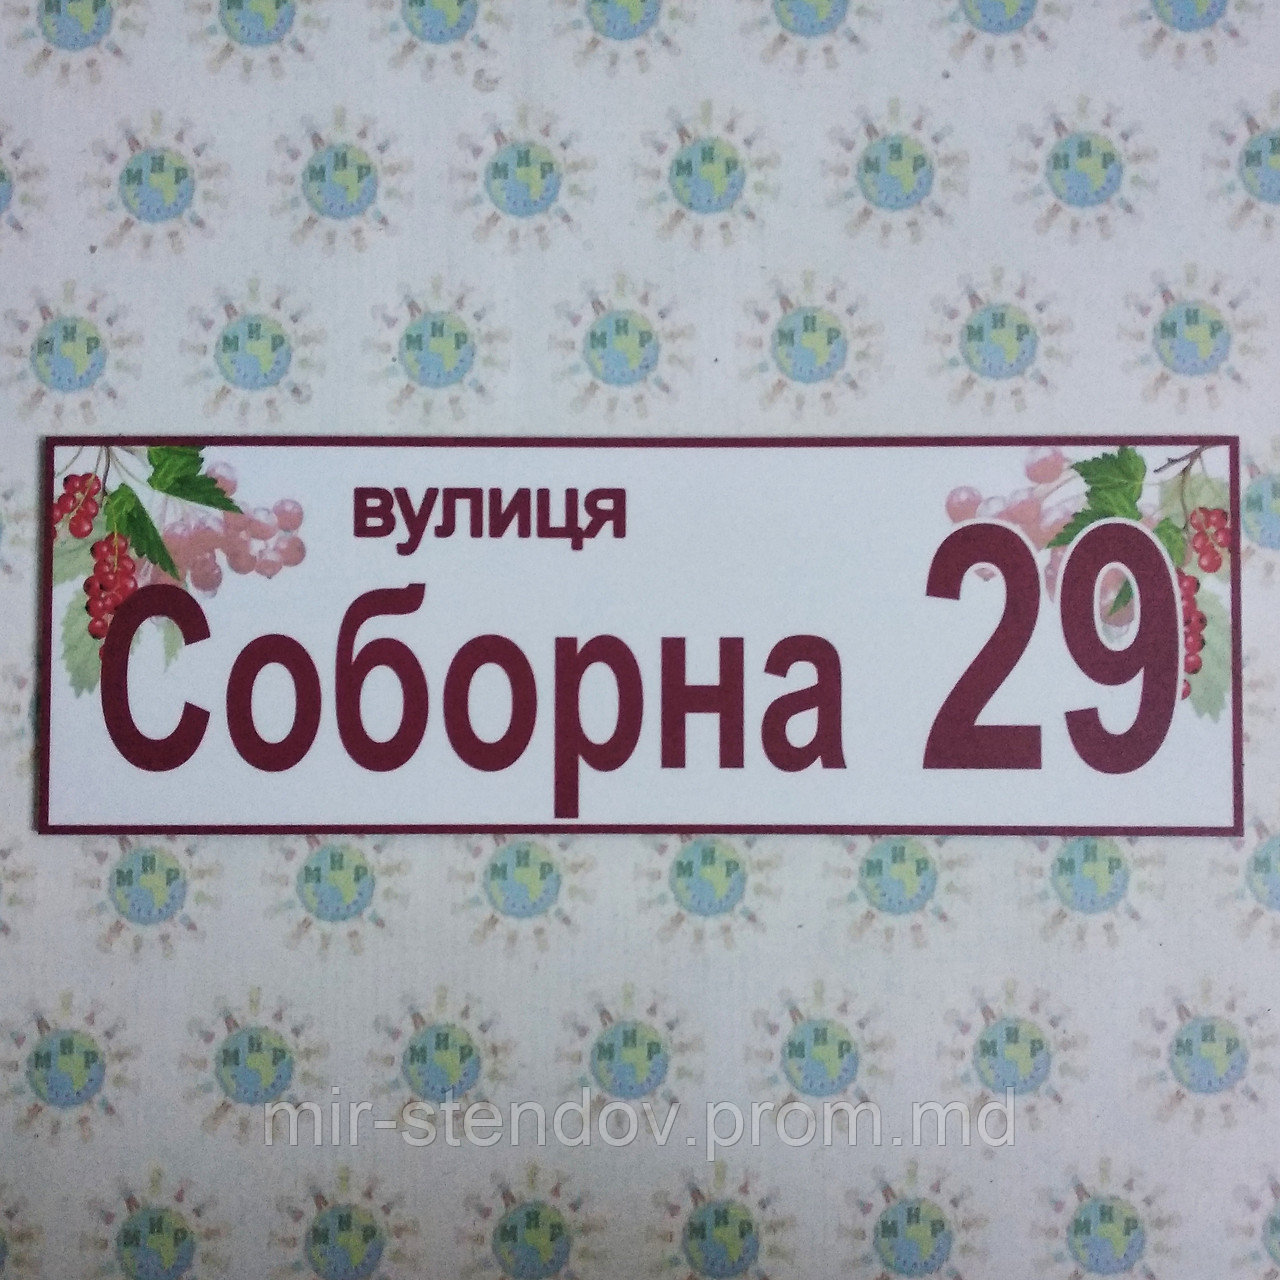 вулиця
Соборна 29
mir-stendov.prom.md